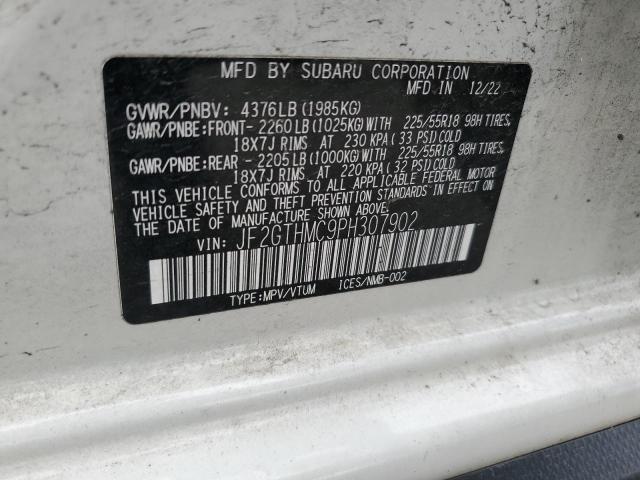 MFD BY SUBARU CORPORATION
MFD IN 12/22
GVWR/PNBV: 4376LB (1985KG)
GAWR/PNBE:FRONT- 2260LB (1025KG) WITH 225/55R18 98H TIRES,
18X7J RIMS AT 230 KPA (33 PSI) COLD
GAWR/PNBE:REAR - 2205LB (1000KG) WITH 225/55R18 98H TIRES,
18X7J RIMS AT 220 KPA (32 PSI) COLD
THIS VEHICLE CONFORMS TO ALL APPLICABLE FEDERAL MOTOR
VEHICLE SAFETY AND THEFT PREVENTION STANDARDS IN EFFECT ON
THE DATE OF MANUFACTURE SHOWN ABOVE.
VIN: JF2GTHMC9PH307902
TYPE:MPV/VTUM ICES/NMB-002